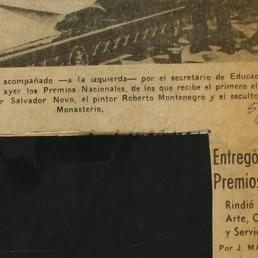 acompañado —a la izquierda— por el secretario de Educac
ayer los Premios Nacionales, de los que recibe el primero el
r Salvador Novo, el pintor Roberto Montenegro y el escult
Monasterio.
Entregó
Premios
Rindió
Arte, C
y Servic
Por J. MA